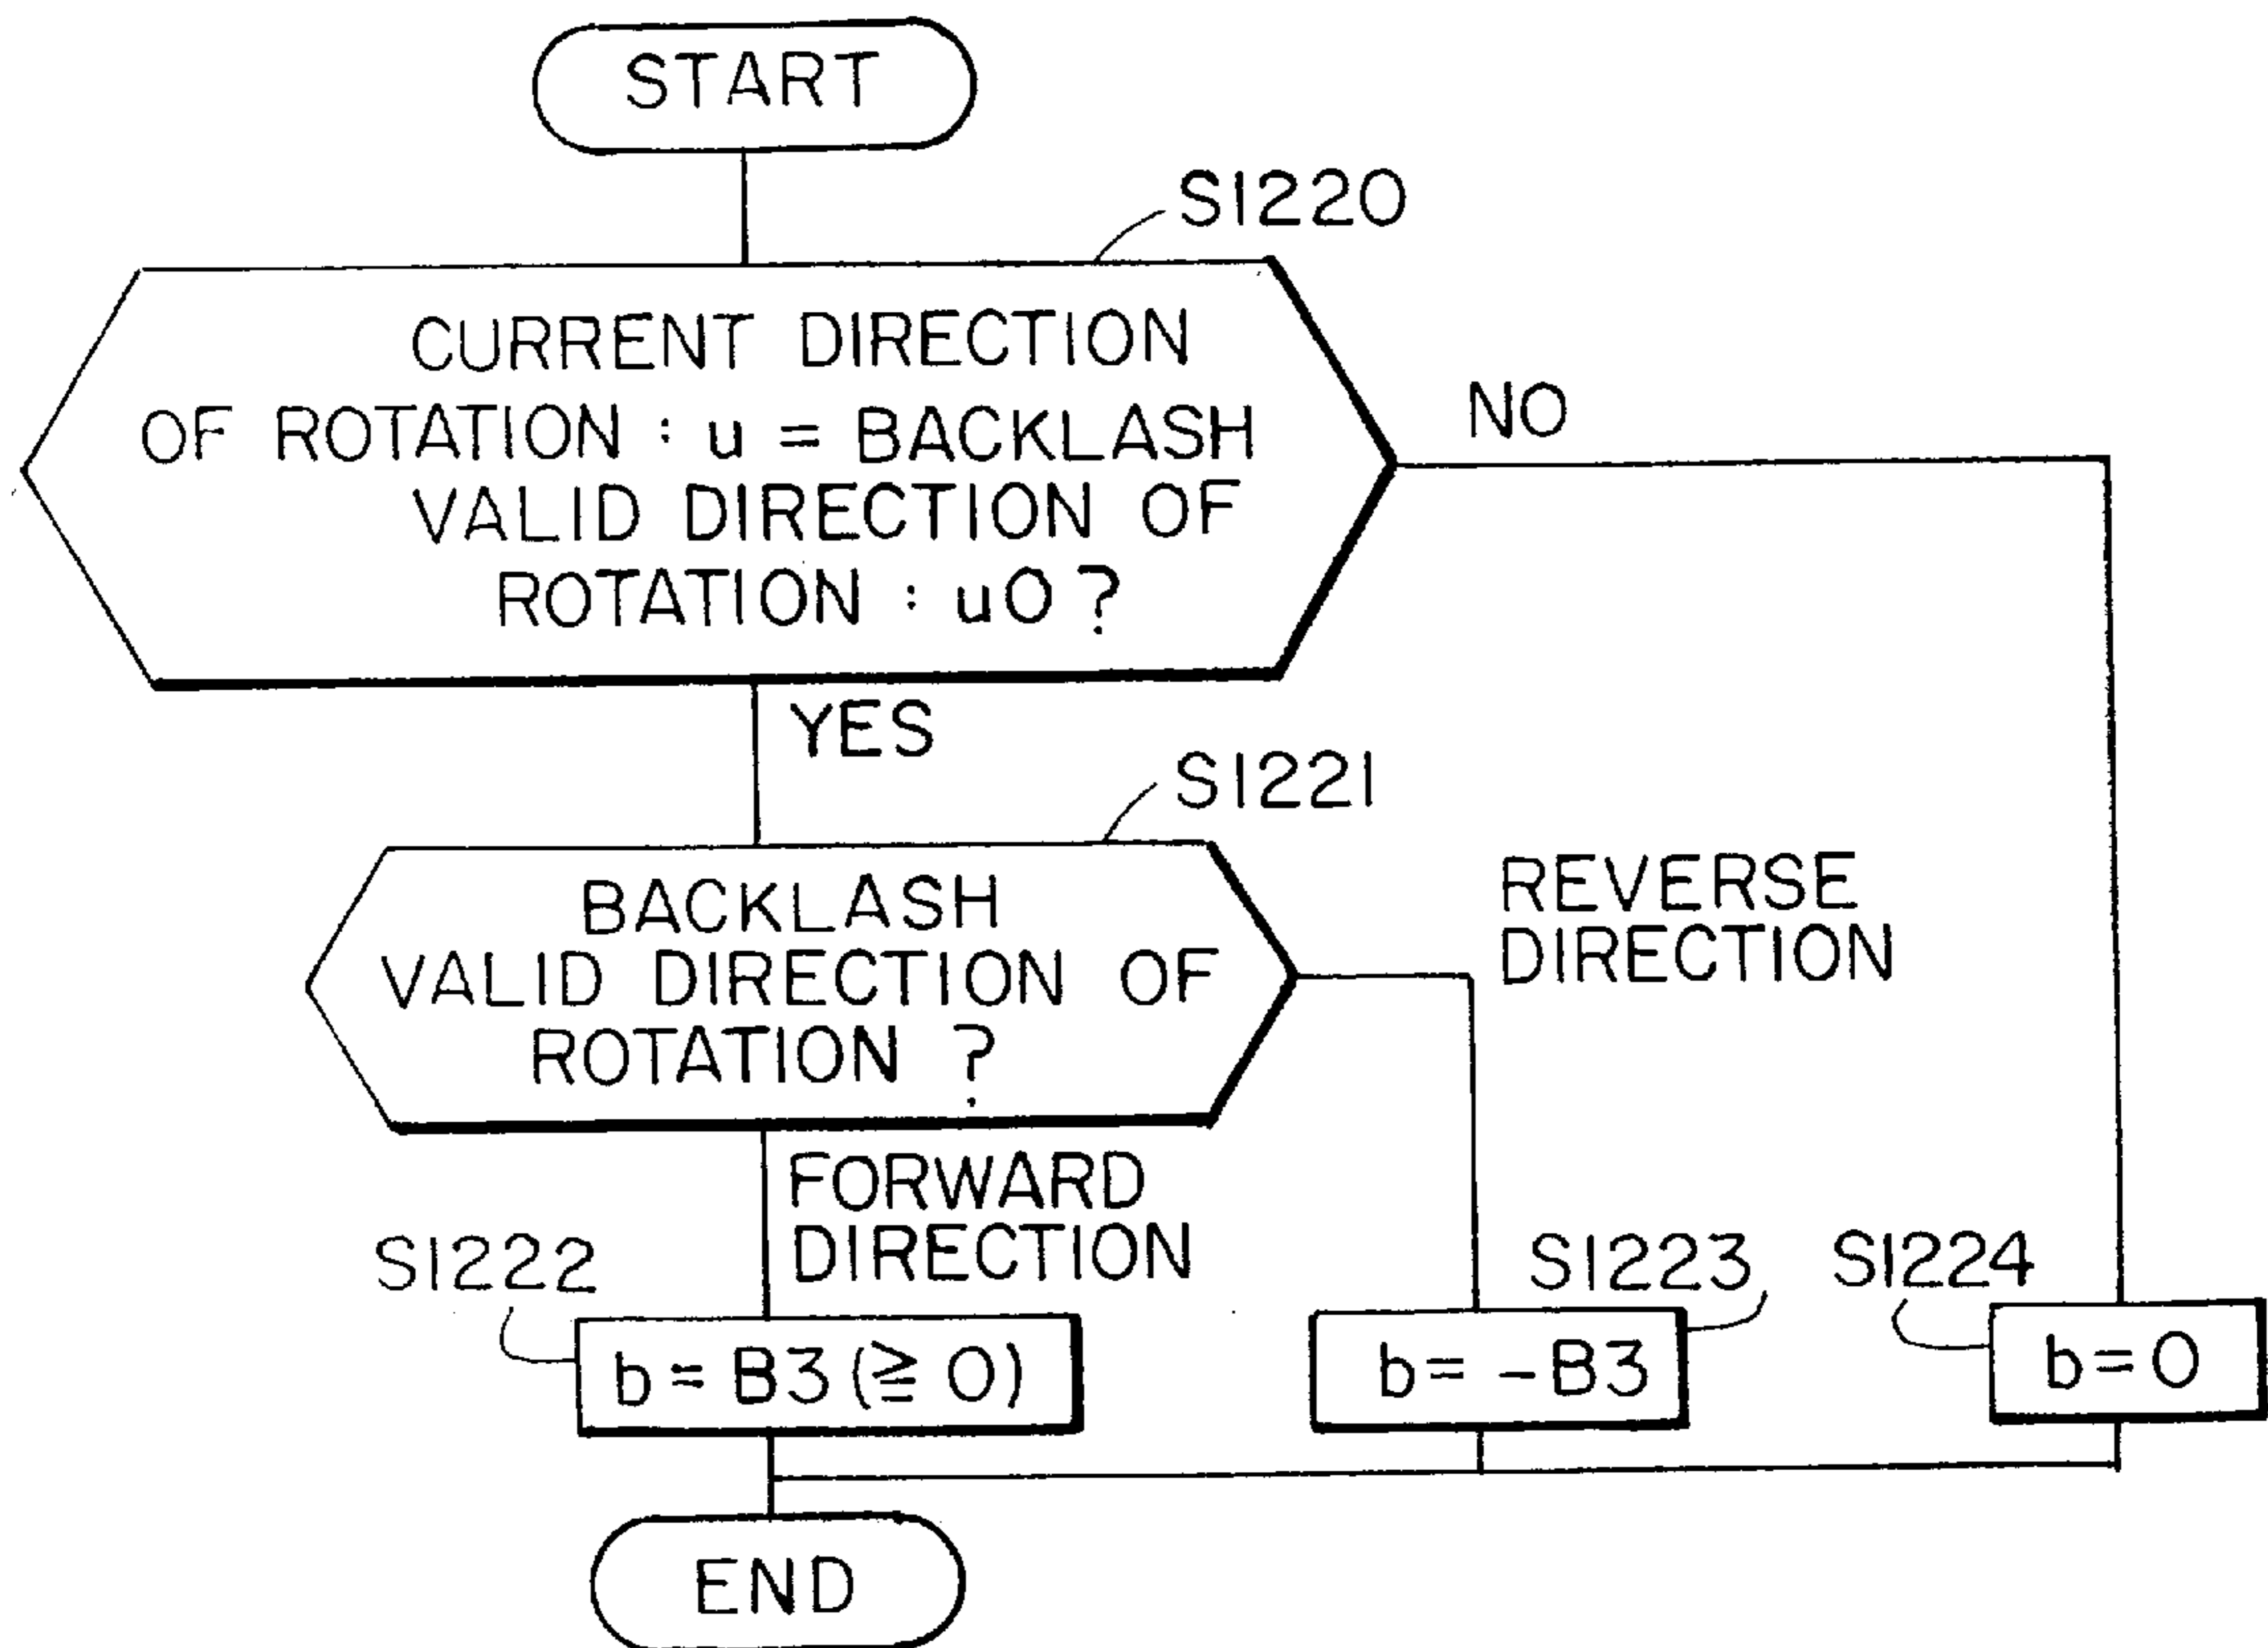 START
S1220
CURRENT DIRECTION
OF ROTATION : u = BACKLASH
VALID DIRECTION OF
ROTATION : u0 ?
NO
YES
S1221
BACKLASH
VALID DIRECTION OF
ROTATION ?
REVERSE
DIRECTION
FORWARD
DIRECTION
S1222
S1223
S1224
b = B3 (≧ 0)
b = -B3
b = 0
END